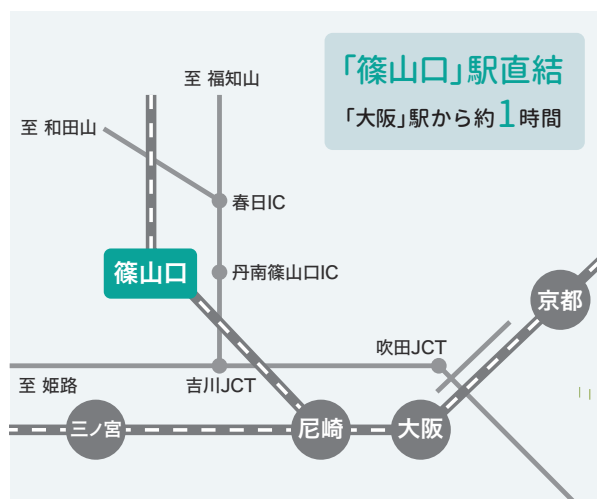 「篠山口」駅直結
「大阪」駅から約1時間
至 福知山
至 和田山
春日IC
篠山口
丹南篠山口IC
京都
吹田JCT
至 姫路
吉川JCT
三ノ宮
尼崎
大阪